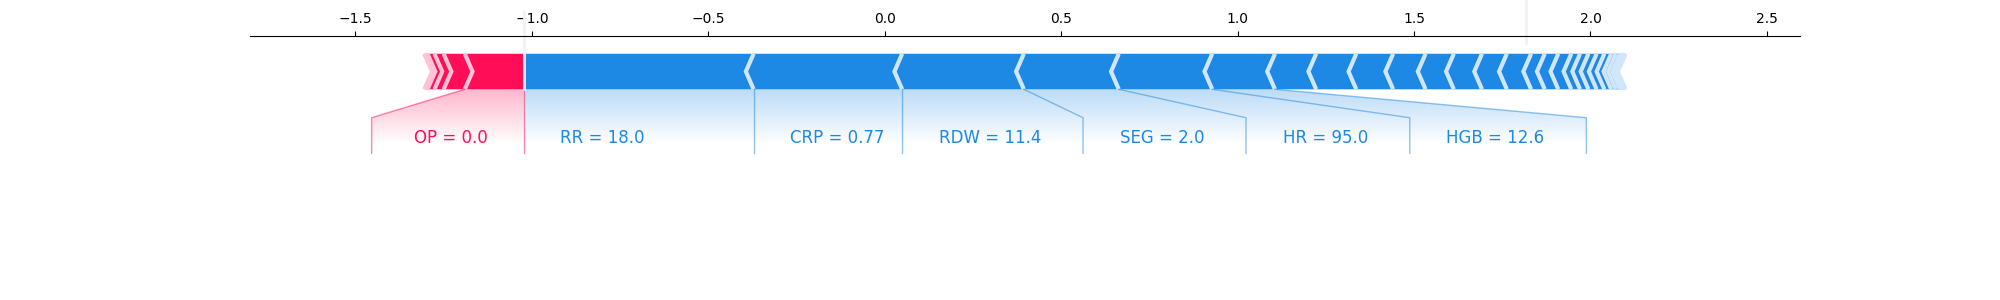 −1.5 −1.0 −0.5 0.0 0.5 1.0 1.5 2.0 2.5
OP = 0.0 RR = 18.0 CRP = 0.77 RDW = 11.4 SEG = 2.0 HR = 95.0 HGB = 12.6